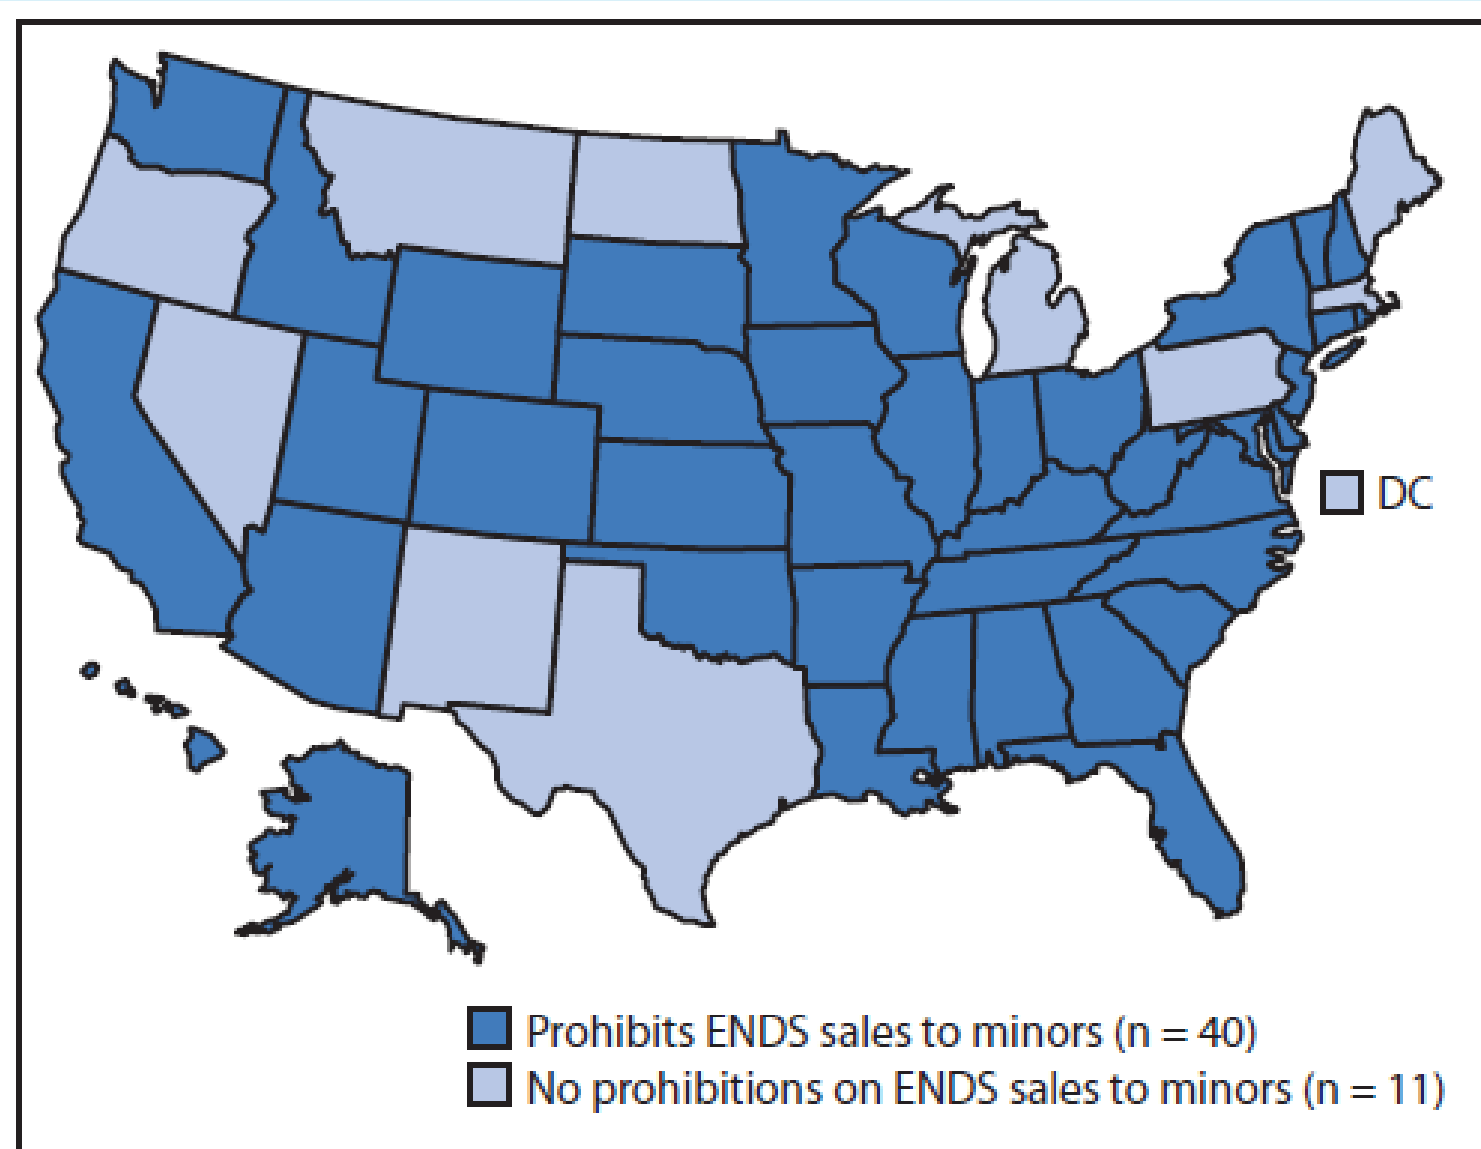 DC
Prohibits ENDS sales to minors (n = 40)
No prohibitions on ENDS sales to minors (n = 11)